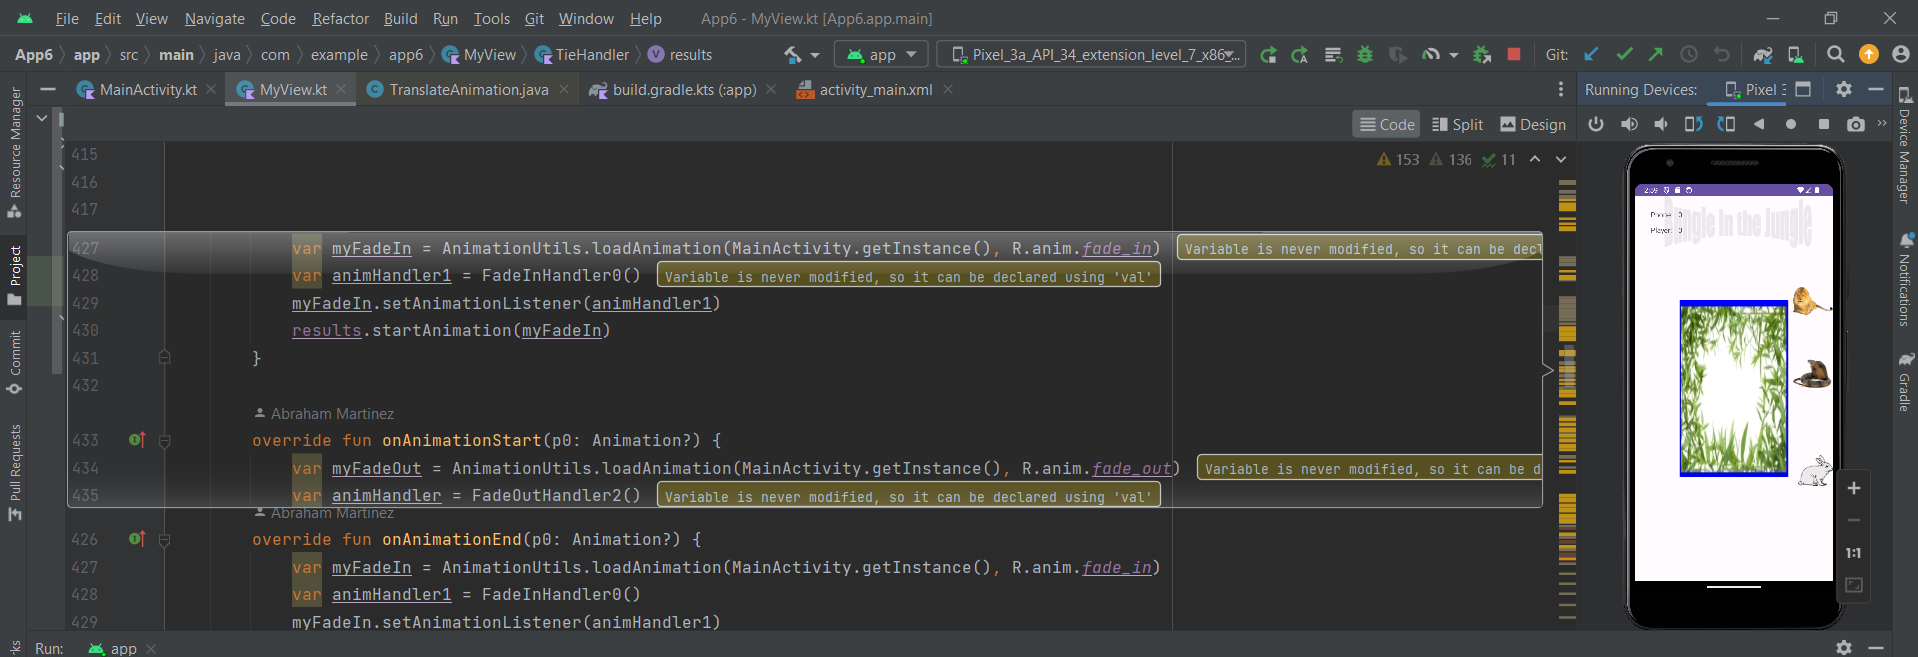 File Edit View Navigate Code Refactor Build Run Tools Git Window Help App6 - MyView.kt [App6.app.main]
App6 app src main java com example app6 MyView TieHandler results app Pixel_3a_API_34_extension_level_7_x86... Git:
MainActivity.kt MyView.kt TranslateAnimation.java build.gradle.kts (:app) activity_main.xml Running Devices: Pixel 3
Code Split Design
Resource Manager
Project
Commit
Pull Requests
153 136 11
415
416
417
427 var myFadeIn = AnimationUtils.loadAnimation(MainActivity.getInstance(), R.anim.fade_in) Variable is never modified, so it can be decl
428 var animHandler1 = FadeInHandler0() Variable is never modified, so it can be declared using 'val'
429 myFadeIn.setAnimationListener(animHandler1)
430 results.startAnimation(myFadeIn)
431 }
432
Abraham Martinez
433 override fun onAnimationStart(p0: Animation?) {
434 var myFadeOut = AnimationUtils.loadAnimation(MainActivity.getInstance(), R.anim.fade_out) Variable is never modified, so it can be d
435 var animHandler = FadeOutHandler2() Variable is never modified, so it can be declared using 'val'
Abraham Martinez
426 override fun onAnimationEnd(p0: Animation?) {
427 var myFadeIn = AnimationUtils.loadAnimation(MainActivity.getInstance(), R.anim.fade_in)
428 var animHandler1 = FadeInHandler0()
429 myFadeIn.setAnimationListener(animHandler1)
Run: app
2:59
Jungle in the Jungle
Phone: 0
Player: 0
1:1
Device Manager
Notifications
Gradle